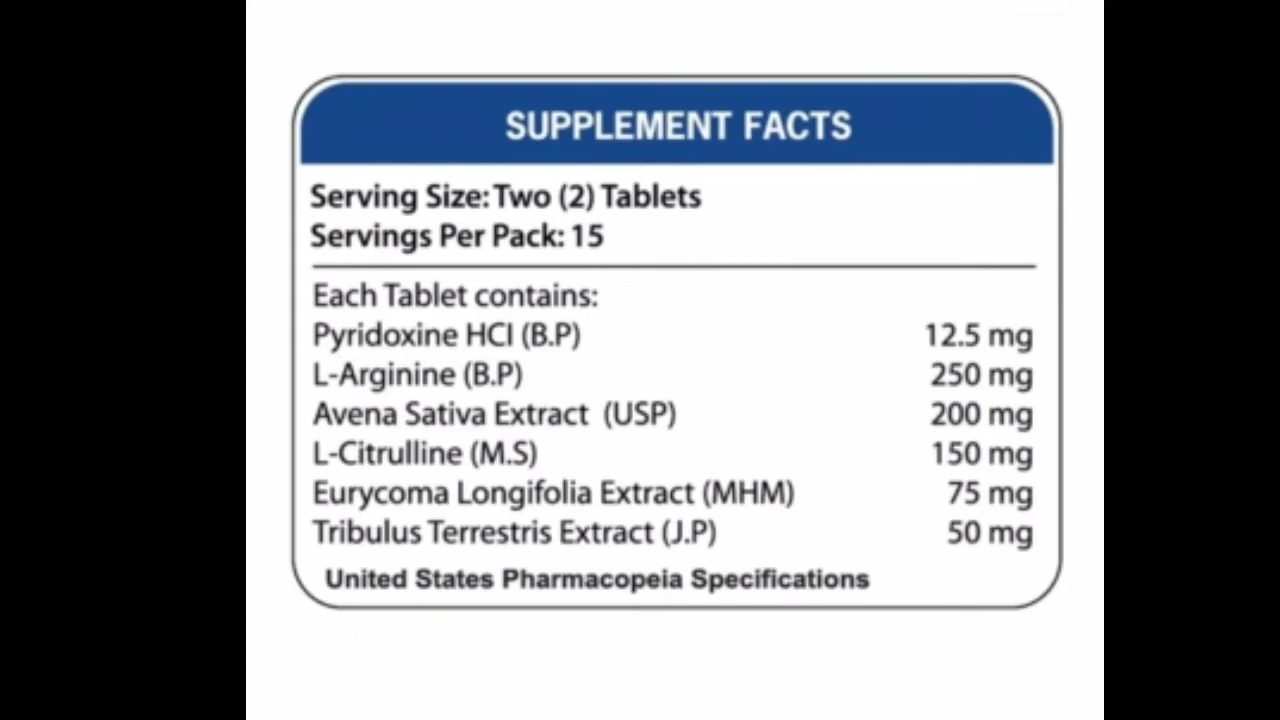 SUPPLEMENT FACTS
Serving Size: Two (2) Tablets
Servings Per Pack: 15
Each Tablet contains:
Pyridoxine HCl (B.P) 12.5 mg
L-Arginine (B.P) 250 mg
Avena Sativa Extract (USP) 200 mg
L-Citrulline (M.S) 150 mg
Eurycoma Longifolia Extract (MHM) 75 mg
Tribulus Terrestris Extract (J.P) 50 mg
United States Pharmacopeia Specifications